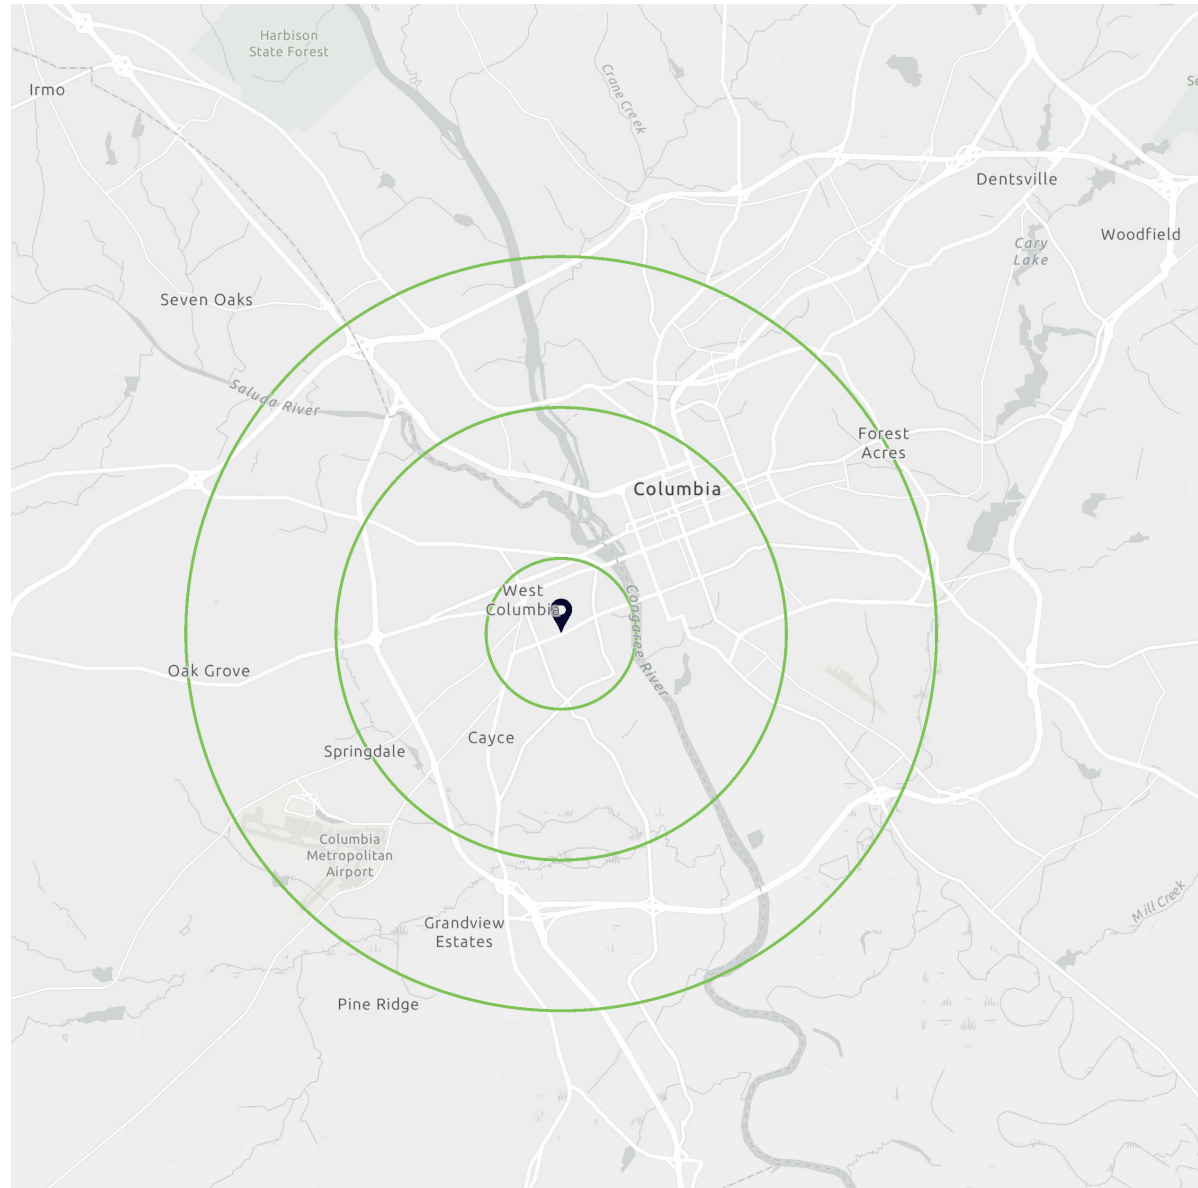 Harbison
State Forest
Irmo
Crane Creek
Se
Dentsville
Woodfield
Cary
Lake
Seven Oaks
Saluda River
Forest
Acres
Columbia
West
Columbia
Congaree River
Oak Grove
Cayce
Springdale
Columbia
Metropolitan
Airport
Grandview
Estates
Mill Creek
Pine Ridge